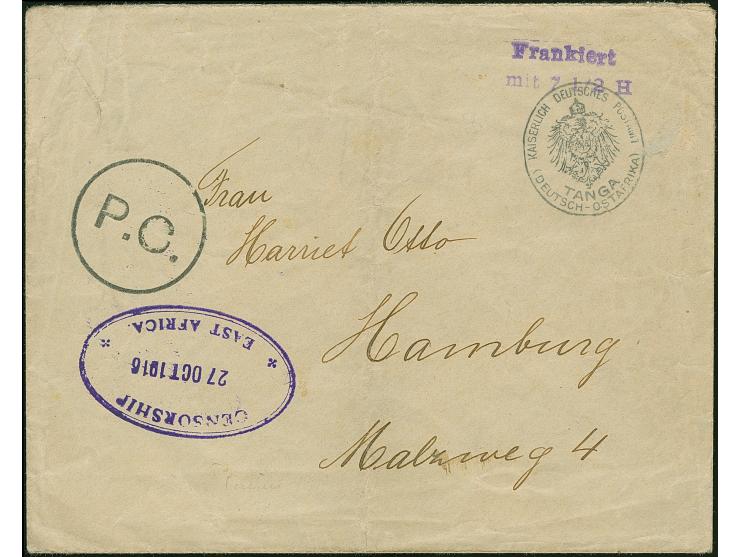 Frankiert
mit 7 1/2 H
KAISERLICH DEUTSCHES POSTAMT
TANGA
(DEUTSCH-OSTAFRIKA)
P.C.
Frau
Harriet Otto
Hamburg
Malzweg 4
CENSORSHIP
27 OCT 1916
EAST AFRICA.